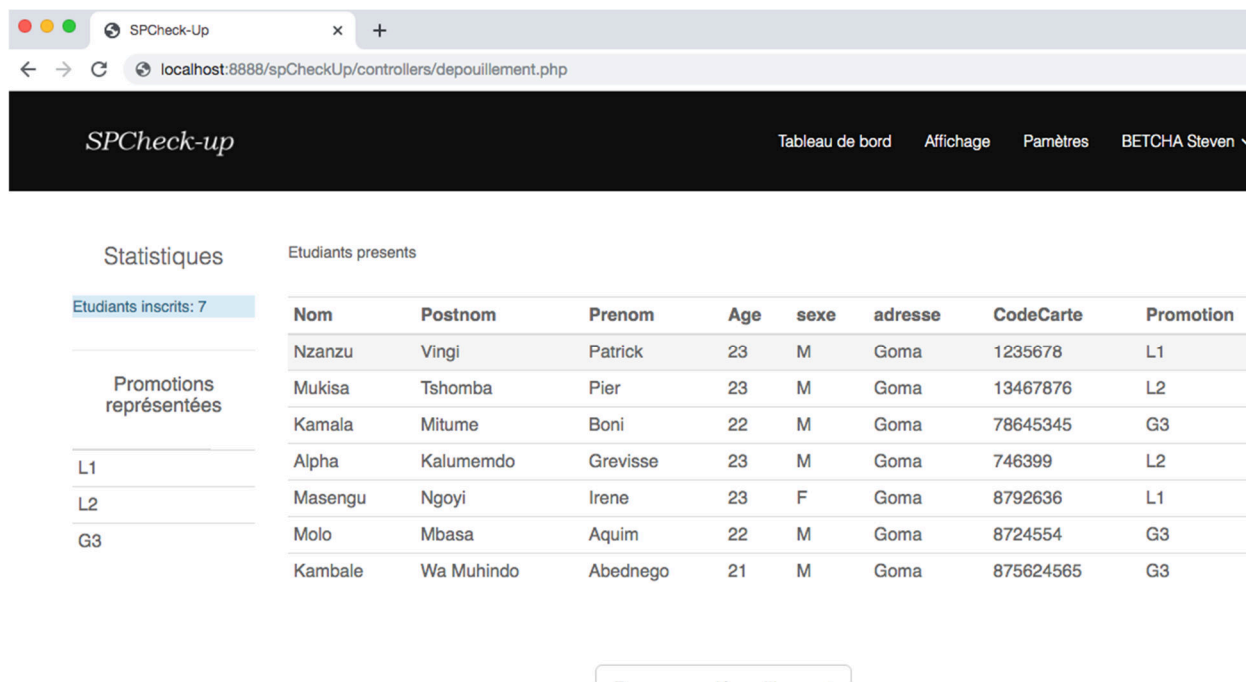 SPCheck-Up
localhost:8888/spCheckUp/controllers/depouillement.php
SPCheck-up
Tableau de bord Affichage Pamètres BETCHA Steven
Statistiques
Etudiants inscrits: 7
Promotions
représentées
L1
L2
G3
Etudiants presents
Nom Postnom Prenom Age sexe adresse CodeCarte Promotion
Nzanzu Vingi Patrick 23 M Goma 1235678 L1
Mukisa Tshomba Pier 23 M Goma 13467876 L2
Kamala Mitume Boni 22 M Goma 78645345 G3
Alpha Kalumemdo Grevisse 23 M Goma 746399 L2
Masengu Ngoyi Irene 23 F Goma 8792636 L1
Molo Mbasa Aquim 22 M Goma 8724554 G3
Kambale Wa Muhindo Abednego 21 M Goma 875624565 G3